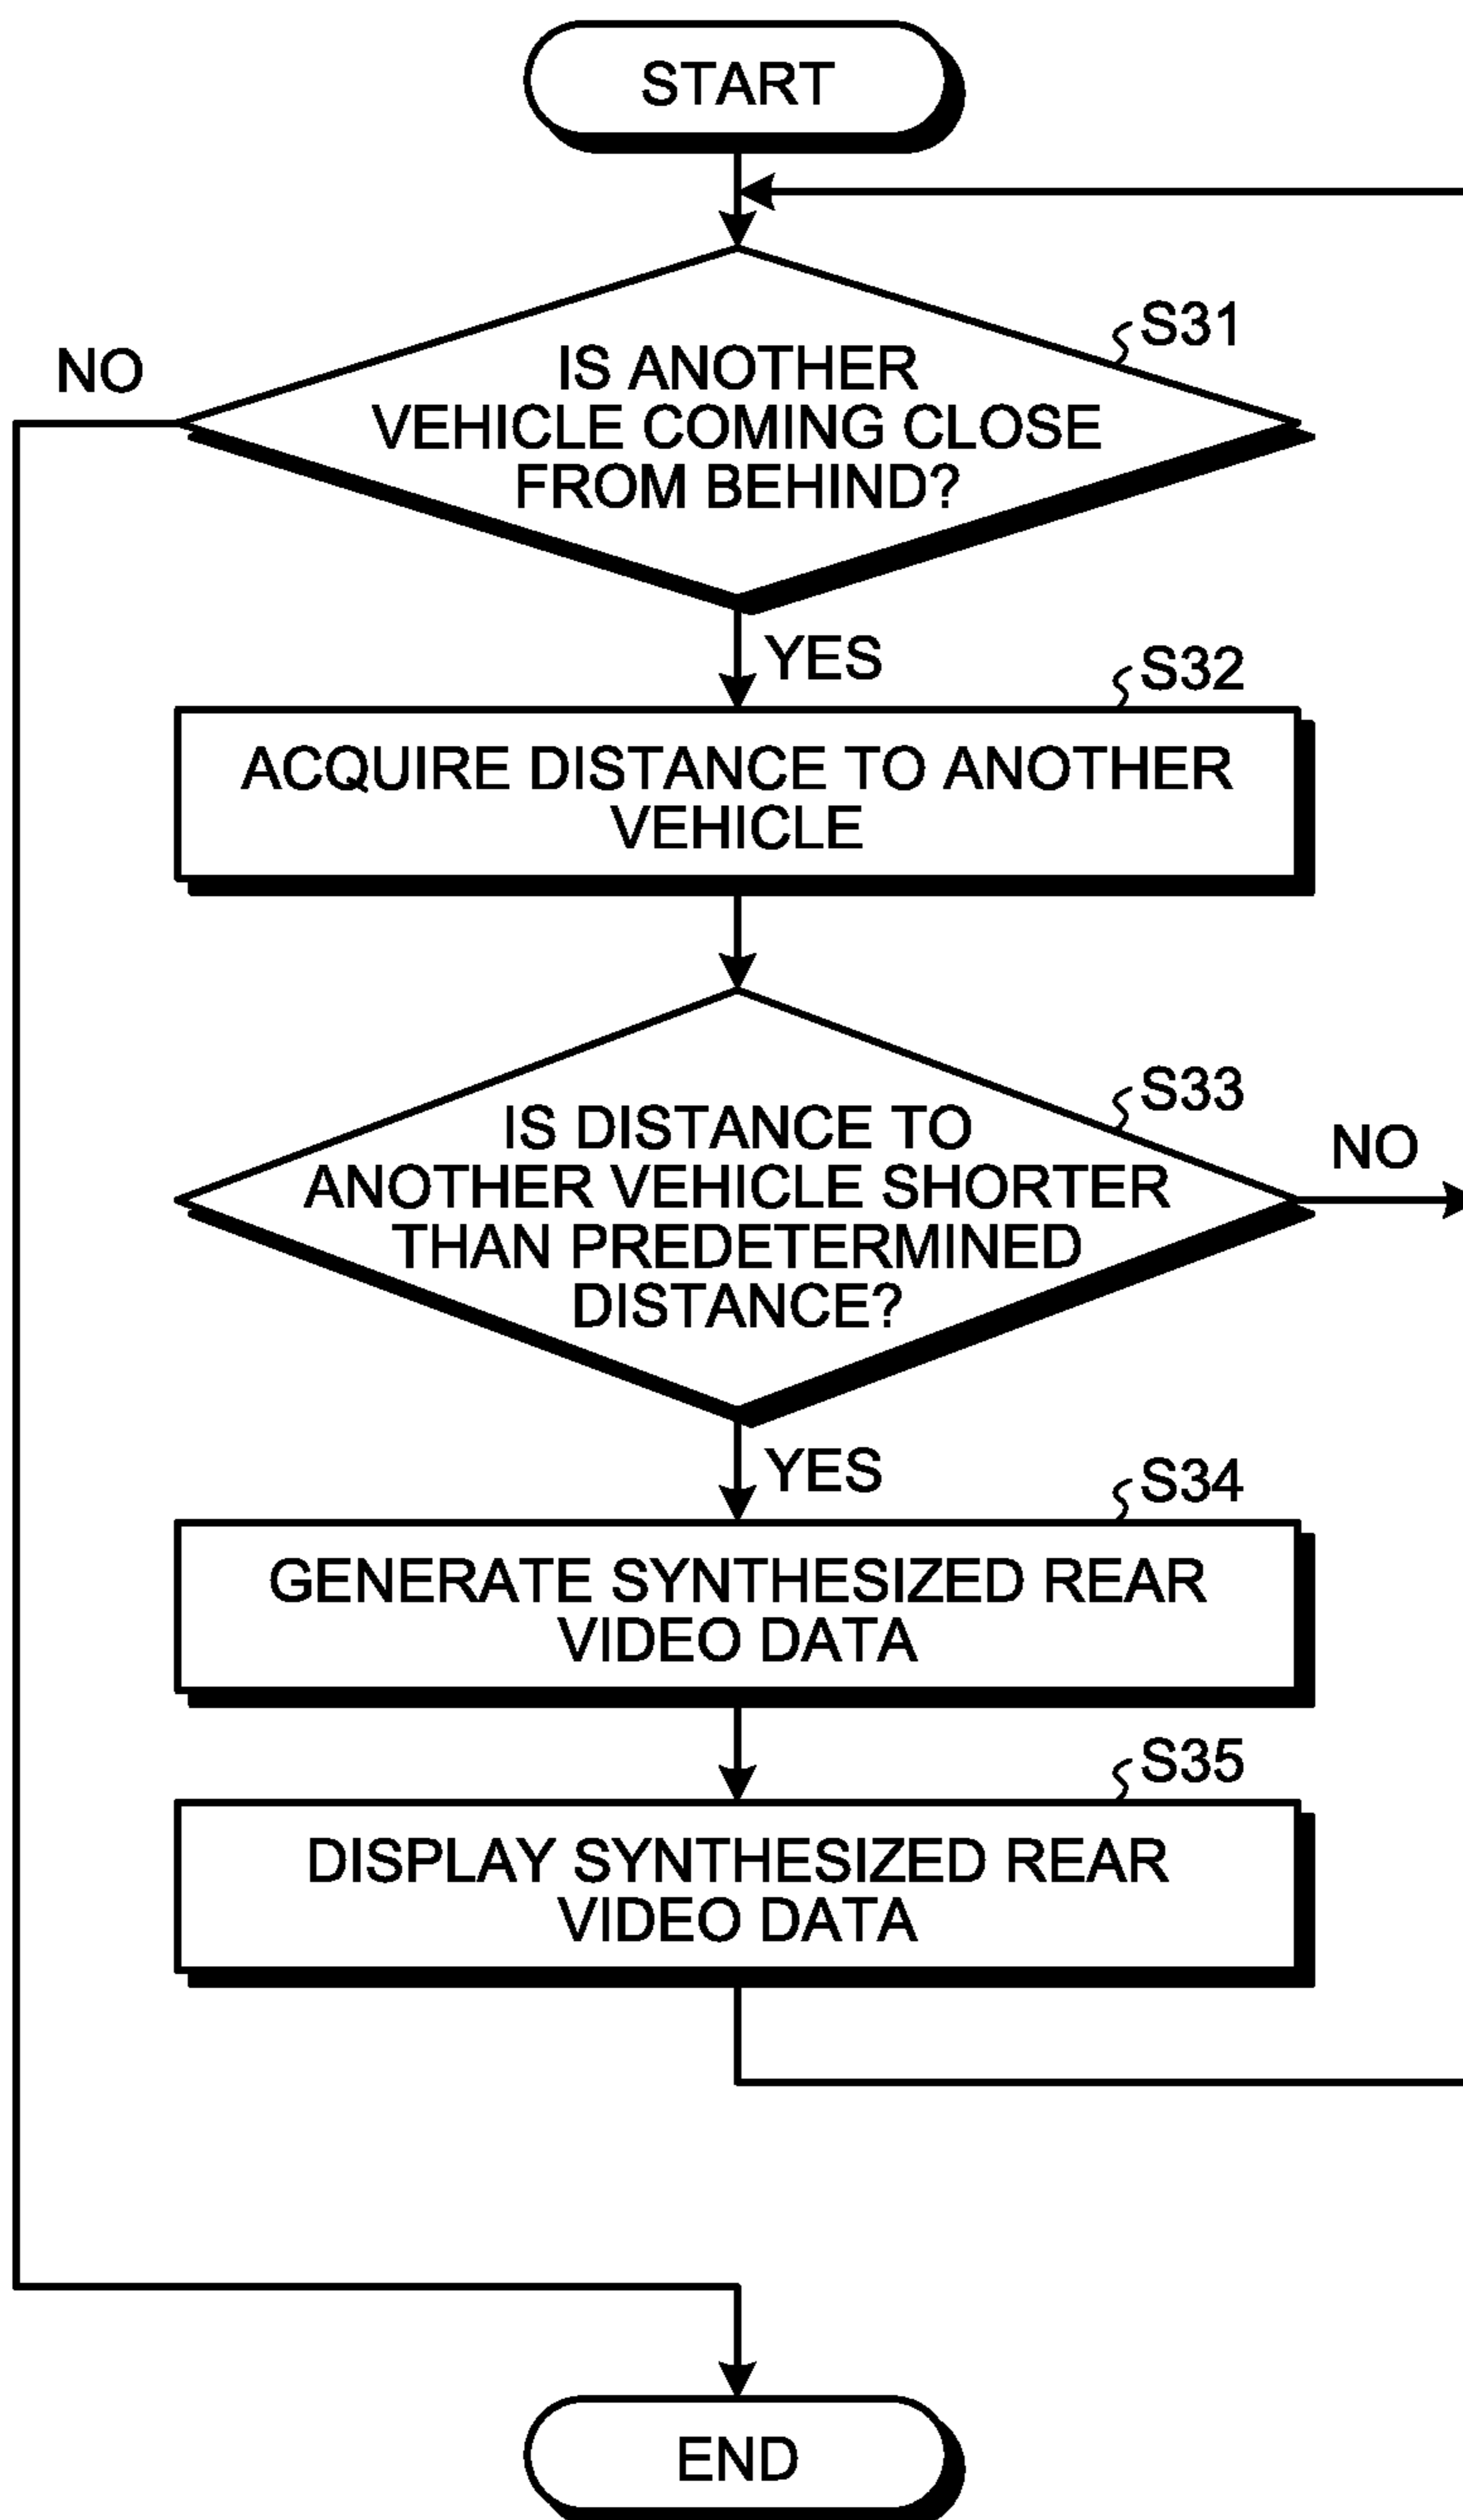 START
S31
NO
IS ANOTHER
VEHICLE COMING CLOSE
FROM BEHIND?
YES
S32
ACQUIRE DISTANCE TO ANOTHER
VEHICLE
S33
NO
IS DISTANCE TO
ANOTHER VEHICLE SHORTER
THAN PREDETERMINED
DISTANCE?
YES
S34
GENERATE SYNTHESIZED REAR
VIDEO DATA
S35
DISPLAY SYNTHESIZED REAR
VIDEO DATA
END